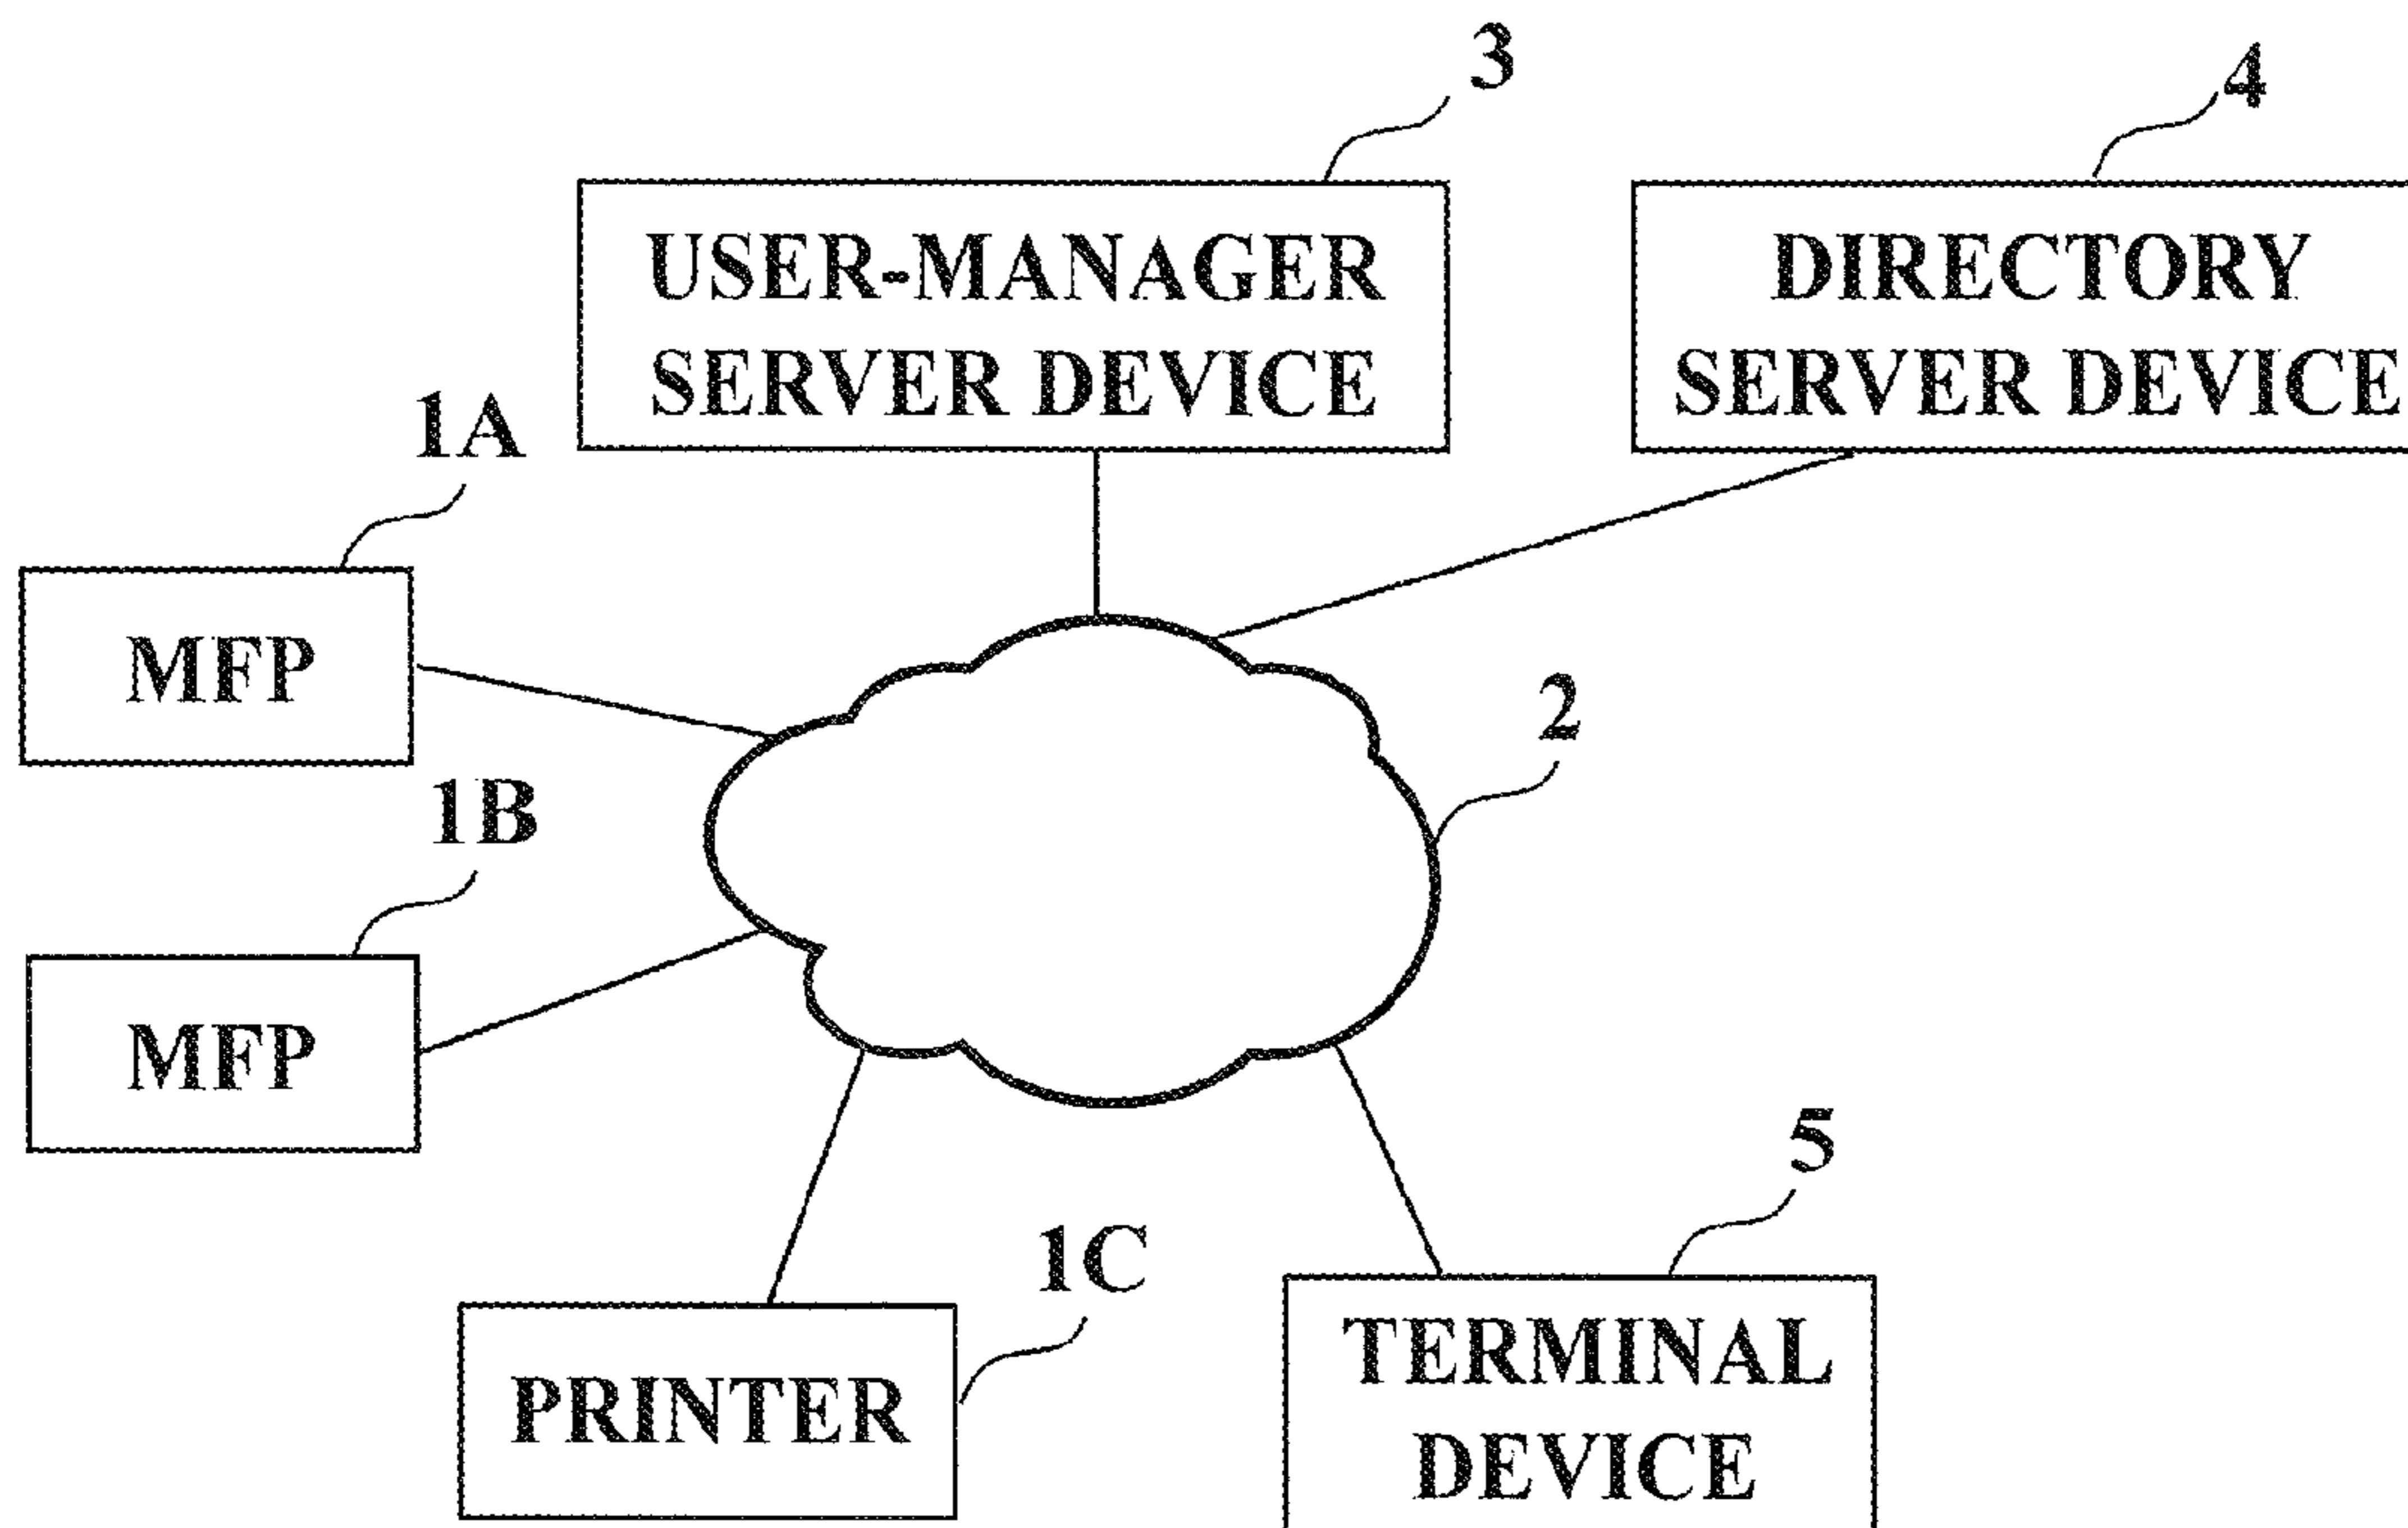 3
4
USER-MANAGER
SERVER DEVICE
DIRECTORY
SERVER DEVICE
1A
MFP
2
1B
MFP
5
1C
PRINTER
TERMINAL
DEVICE